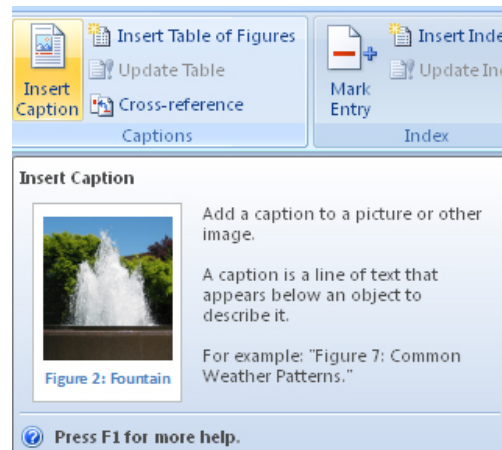 Insert Caption
Insert Table of Figures
Update Table
Cross-reference
Captions
Mark Entry
Insert
Update
Index
Insert Caption
Add a caption to a picture or other
image.
A caption is a line of text that
appears below an object to
describe it.
For example: "Figure 7: Common
Weather Patterns."
Figure 2: Fountain
Press F1 for more help.